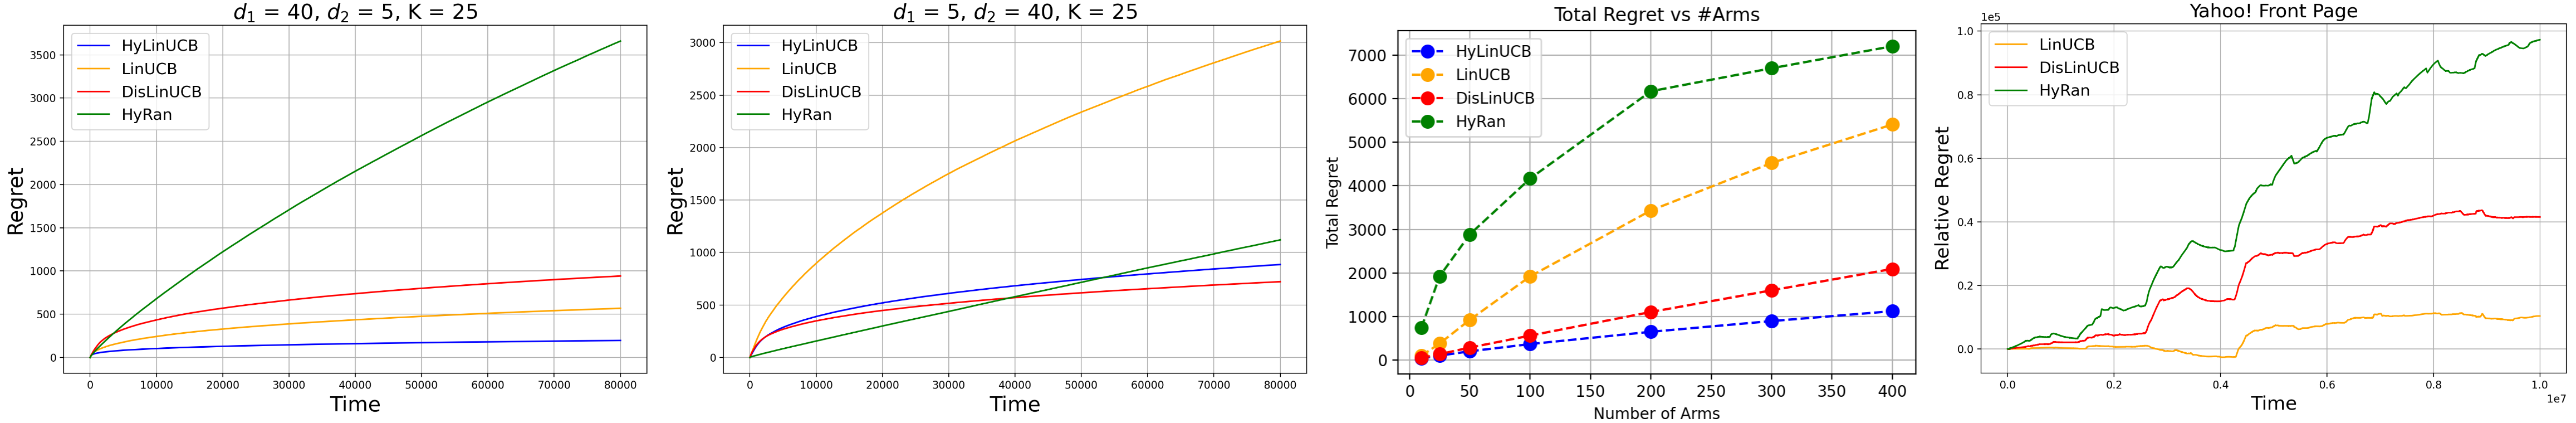 d₁ = 40, d₂ = 5, K = 25
HyLinUCB
LinUCB
DisLinUCB
HyRan
Regret
3500
3000
2500
2000
1500
1000
500
0
0 10000 20000 30000 40000 50000 60000 70000 80000
Time
d₁ = 5, d₂ = 40, K = 25
HyLinUCB
LinUCB
DisLinUCB
HyRan
Regret
3000
2500
2000
1500
1000
500
0
0 10000 20000 30000 40000 50000 60000 70000 80000
Time
Total Regret vs #Arms
HyLinUCB
LinUCB
DisLinUCB
HyRan
Total Regret
7000
6000
5000
4000
3000
2000
1000
0
0 50 100 150 200 250 300 350 400
Number of Arms
Yahoo! Front Page
1e5
LinUCB
DisLinUCB
HyRan
Relative Regret
1.0
0.8
0.6
0.4
0.2
0.0
0.0 0.2 0.4 0.6 0.8 1.0
1e7
Time